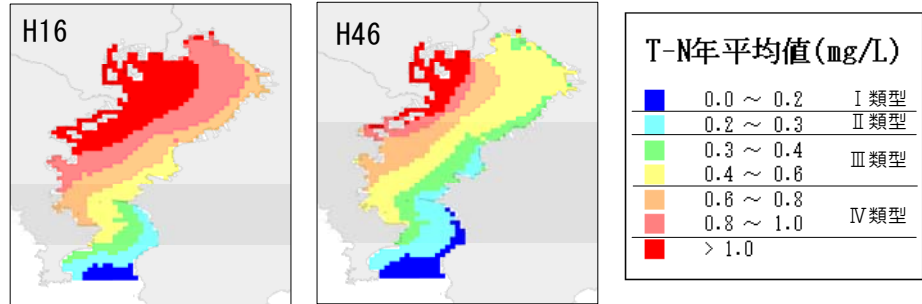 H16
H46
T-N年平均値(mg/L)
0.0 ~ 0.2 Ⅰ類型
0.2 ~ 0.3 Ⅱ類型
0.3 ~ 0.4
Ⅲ類型
0.4 ~ 0.6
0.6 ~ 0.8
Ⅳ類型
0.8 ~ 1.0
> 1.0